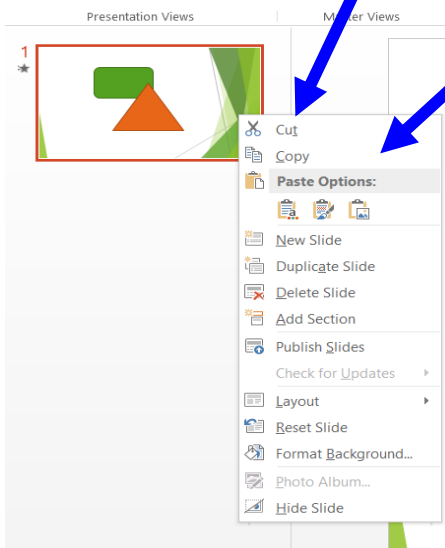 Presentation Views
Master Views
1
Cut
Copy
Paste Options:
New Slide
Duplicate Slide
Delete Slide
Add Section
Publish Slides
Check for Updates
Layout
Reset Slide
Format Background...
Photo Album...
Hide Slide